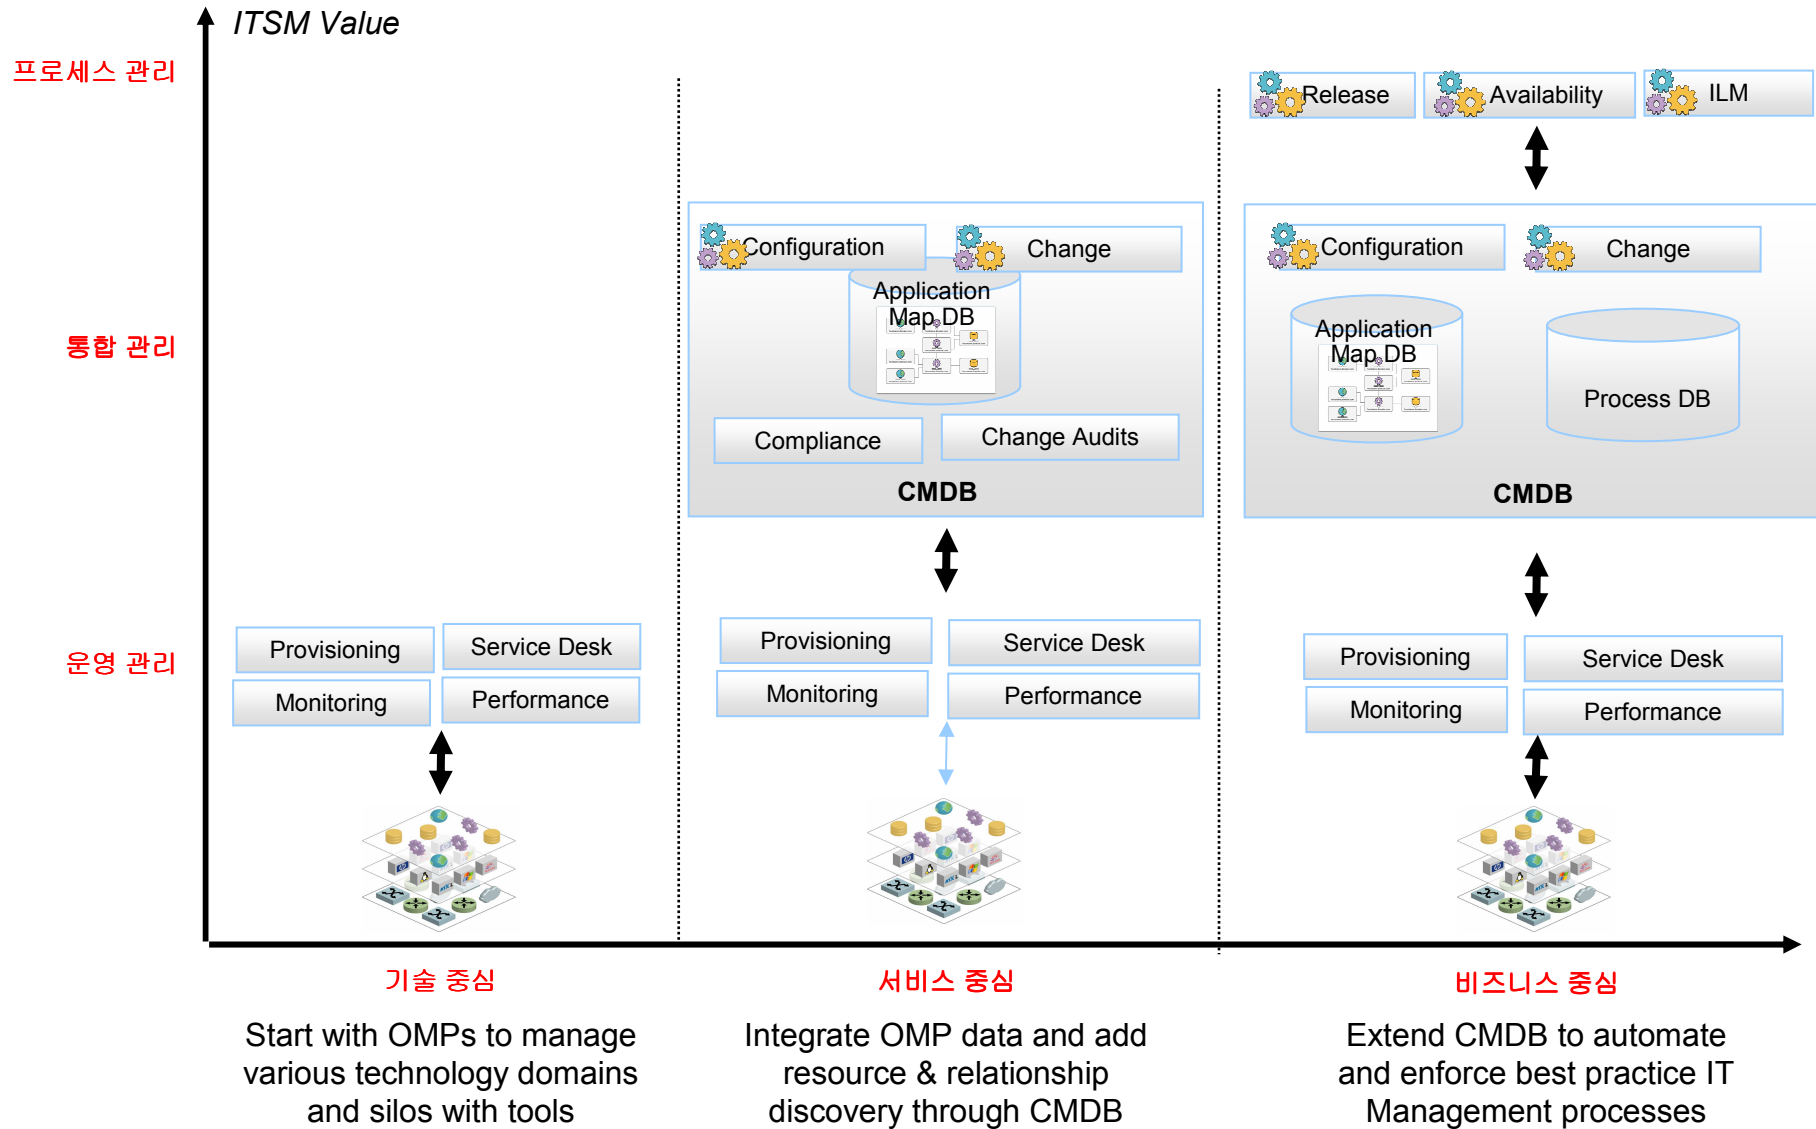 ITSM Value
프로세스 관리
Release
Availability
ILM
Configuration
Change
Configuration
Change
Application
Map DB
Application
Map DB
통합 관리
Process DB
Compliance
Change Audits
CMDB
CMDB
운영 관리
Provisioning
Service Desk
Monitoring
Performance
Provisioning
Service Desk
Monitoring
Performance
Provisioning
Service Desk
Monitoring
Performance
기술 중심
서비스 중심
비즈니스 중심
Start with OMPs to manage
various technology domains
and silos with tools
Integrate OMP data and add
resource & relationship
discovery through CMDB
Extend CMDB to automate
and enforce best practice IT
Management processes